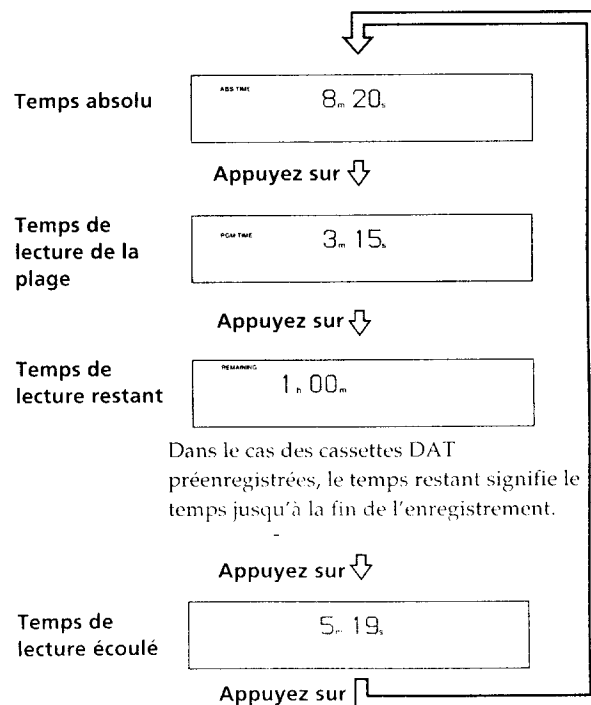 Temps absolu
ABS TIME
8m 20s
Appuyez sur
Temps de
lecture de la
plage
PGM TIME
3m 15s
Appuyez sur
Temps de
lecture restant
REMAINING
1h 00m
Dans le cas des cassettes DAT
préenregistrées, le temps restant signifie le
temps jusqu'à la fin de l'enregistrement.
Appuyez sur
Temps de
lecture écoulé
5m 19s
Appuyez sur